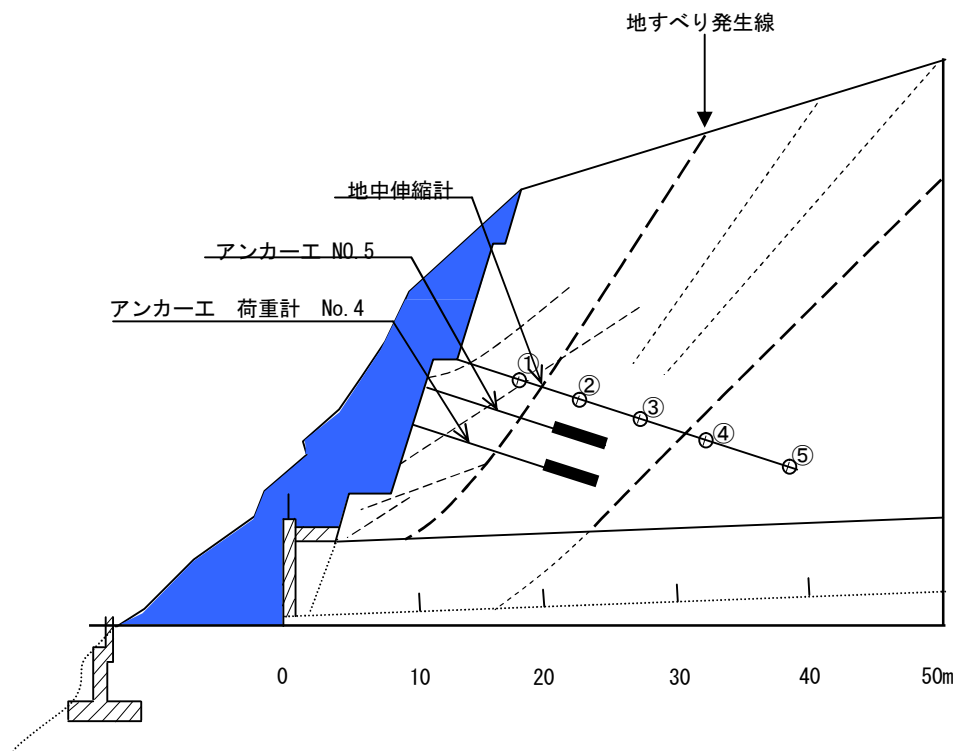 地すべり発生線
地中伸縮計
アンカー工 NO.5
アンカー工 荷重計 No.4
①
②
③
④
⑤
0 10 20 30 40 50m